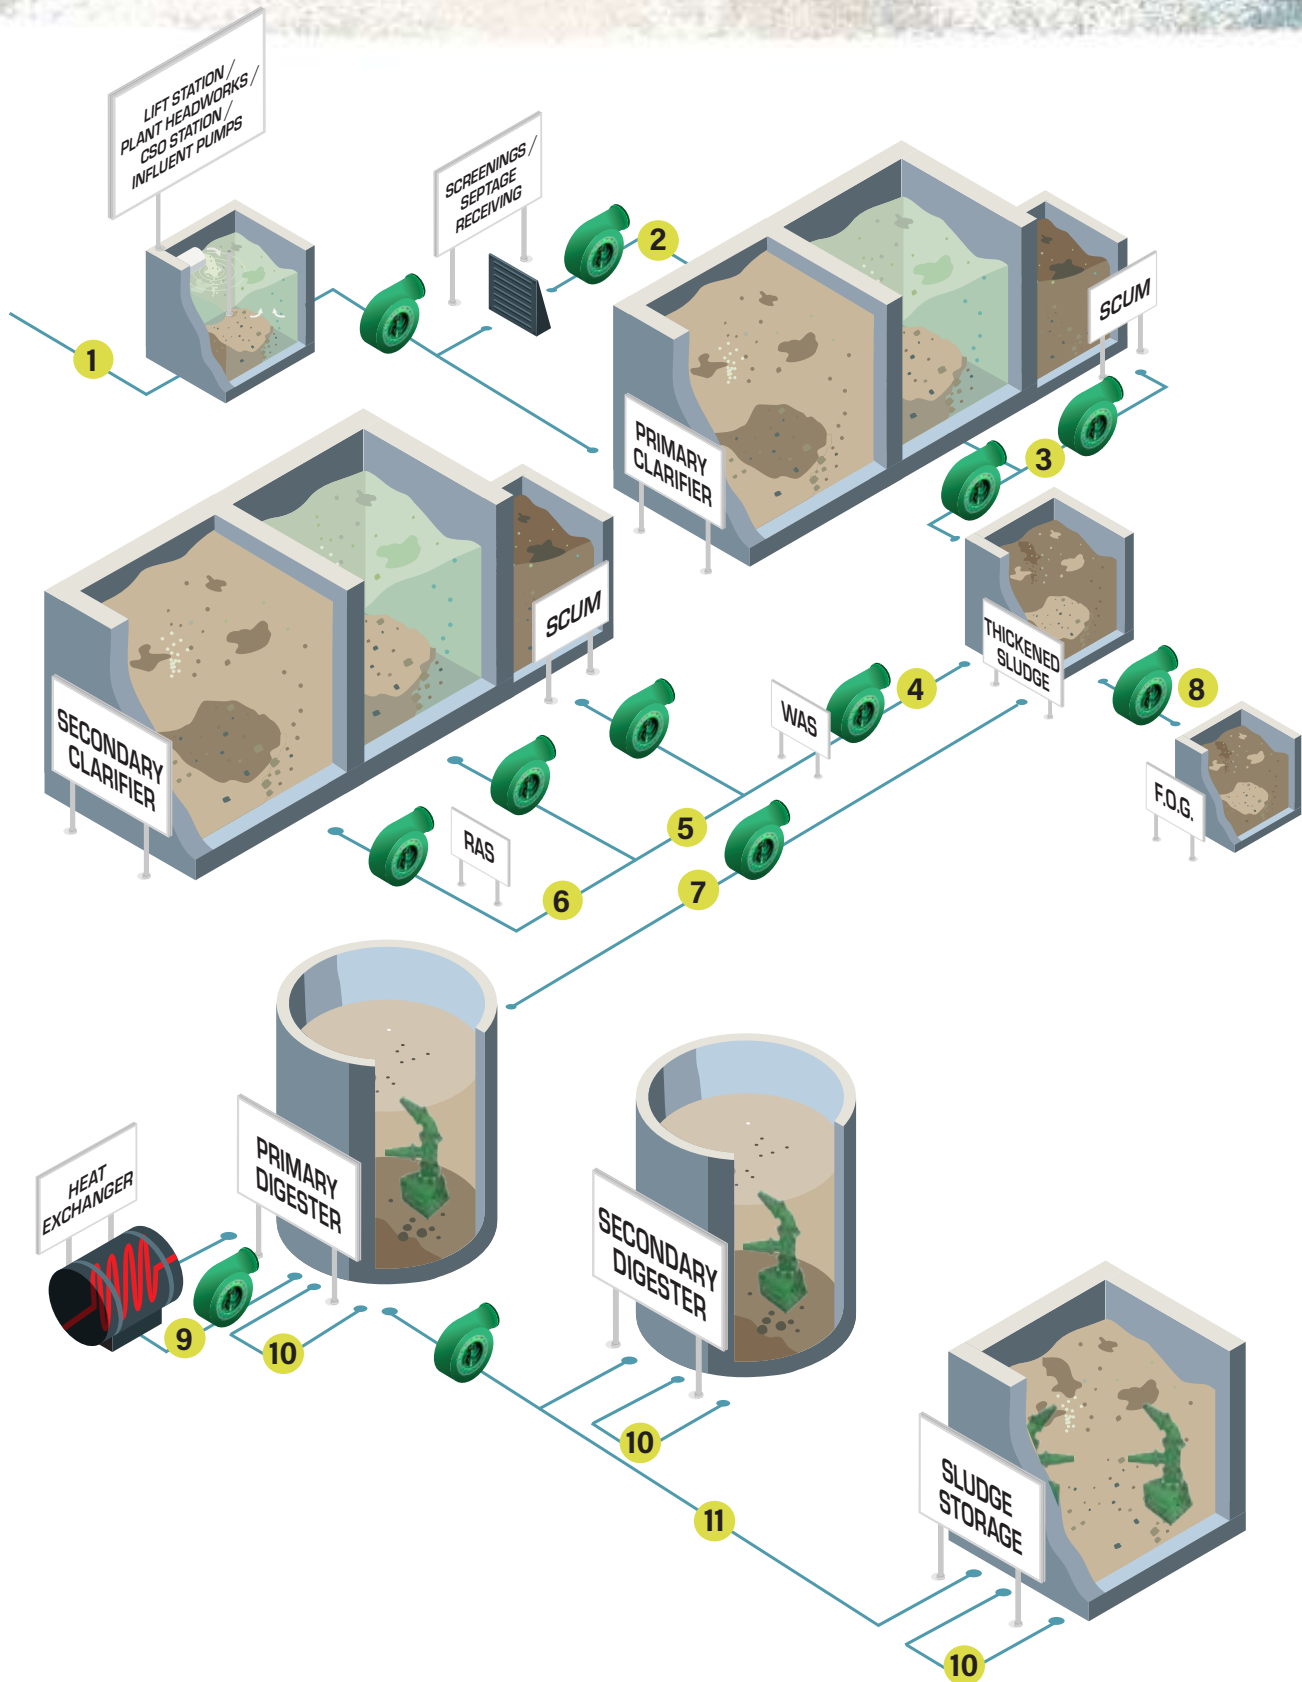 LIFT STATION /
PLANT HEADWORKS /
CSO STATION /
INFLUENT PUMPS
SCREENINGS /
SEPTAGE
RECEIVING
2
1
SCUM
PRIMARY
CLARIFIER
3
SCUM
THICKENED
SLUDGE
SECONDARY
CLARIFIER
WAS
4
8
F.O.G.
RAS
5
6
7
HEAT
EXCHANGER
PRIMARY
DIGESTER
SECONDARY
DIGESTER
9
10
10
11
SLUDGE
STORAGE
10